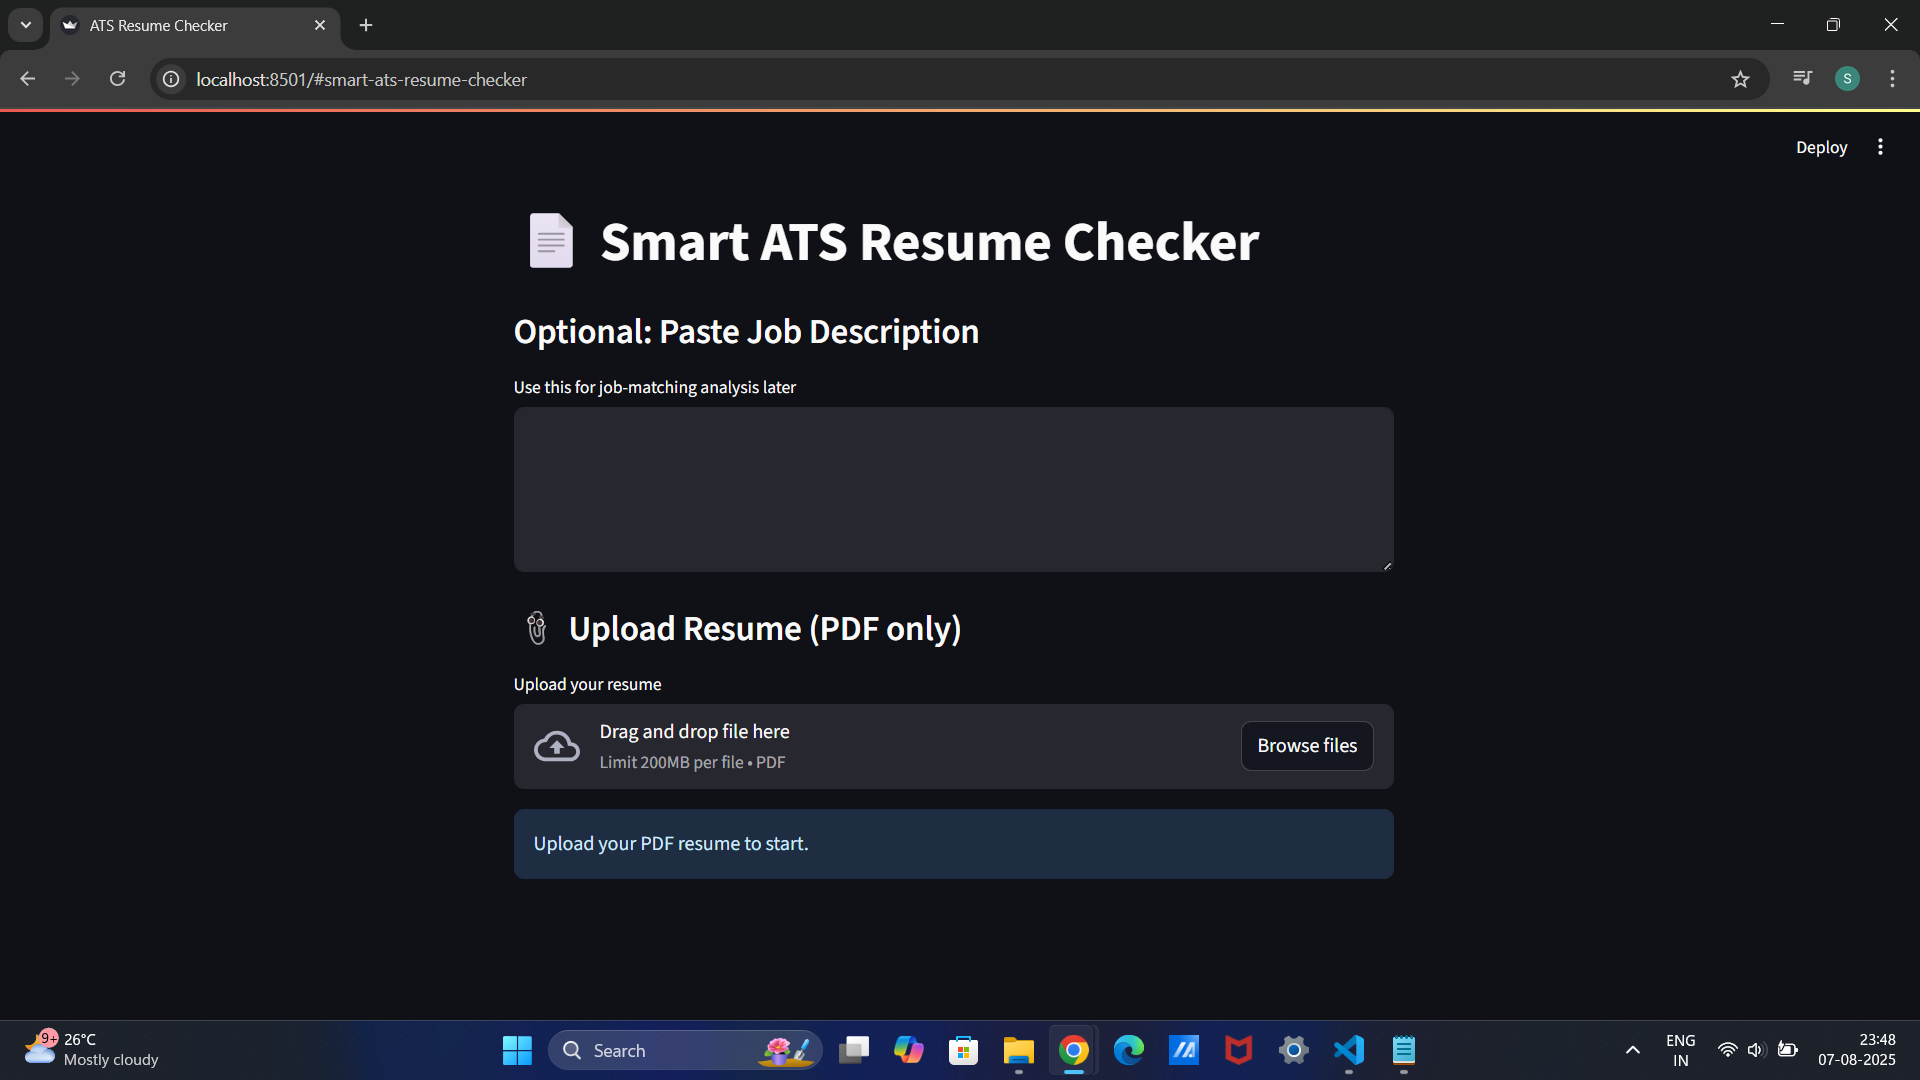 ATS Resume Checker
localhost:8501/#smart-ats-resume-checker
S
Deploy
Smart ATS Resume Checker
Optional: Paste Job Description
Use this for job-matching analysis later
Upload Resume (PDF only)
Upload your resume
Drag and drop file here
Limit 200MB per file • PDF
Browse files
Upload your PDF resume to start.
9+
26°C
Mostly cloudy
Search
ENG
IN
23:48
07-08-2025